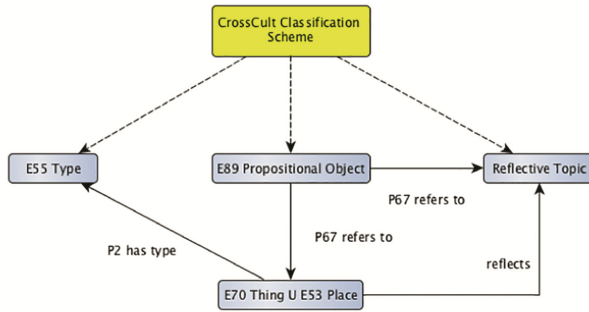 CrossCult Classification
Scheme
E55 Type
E89 Propositional Object
Reflective Topic
P67 refers to
P67 refers to
P2 has type
reflects
E70 Thing U E53 Place